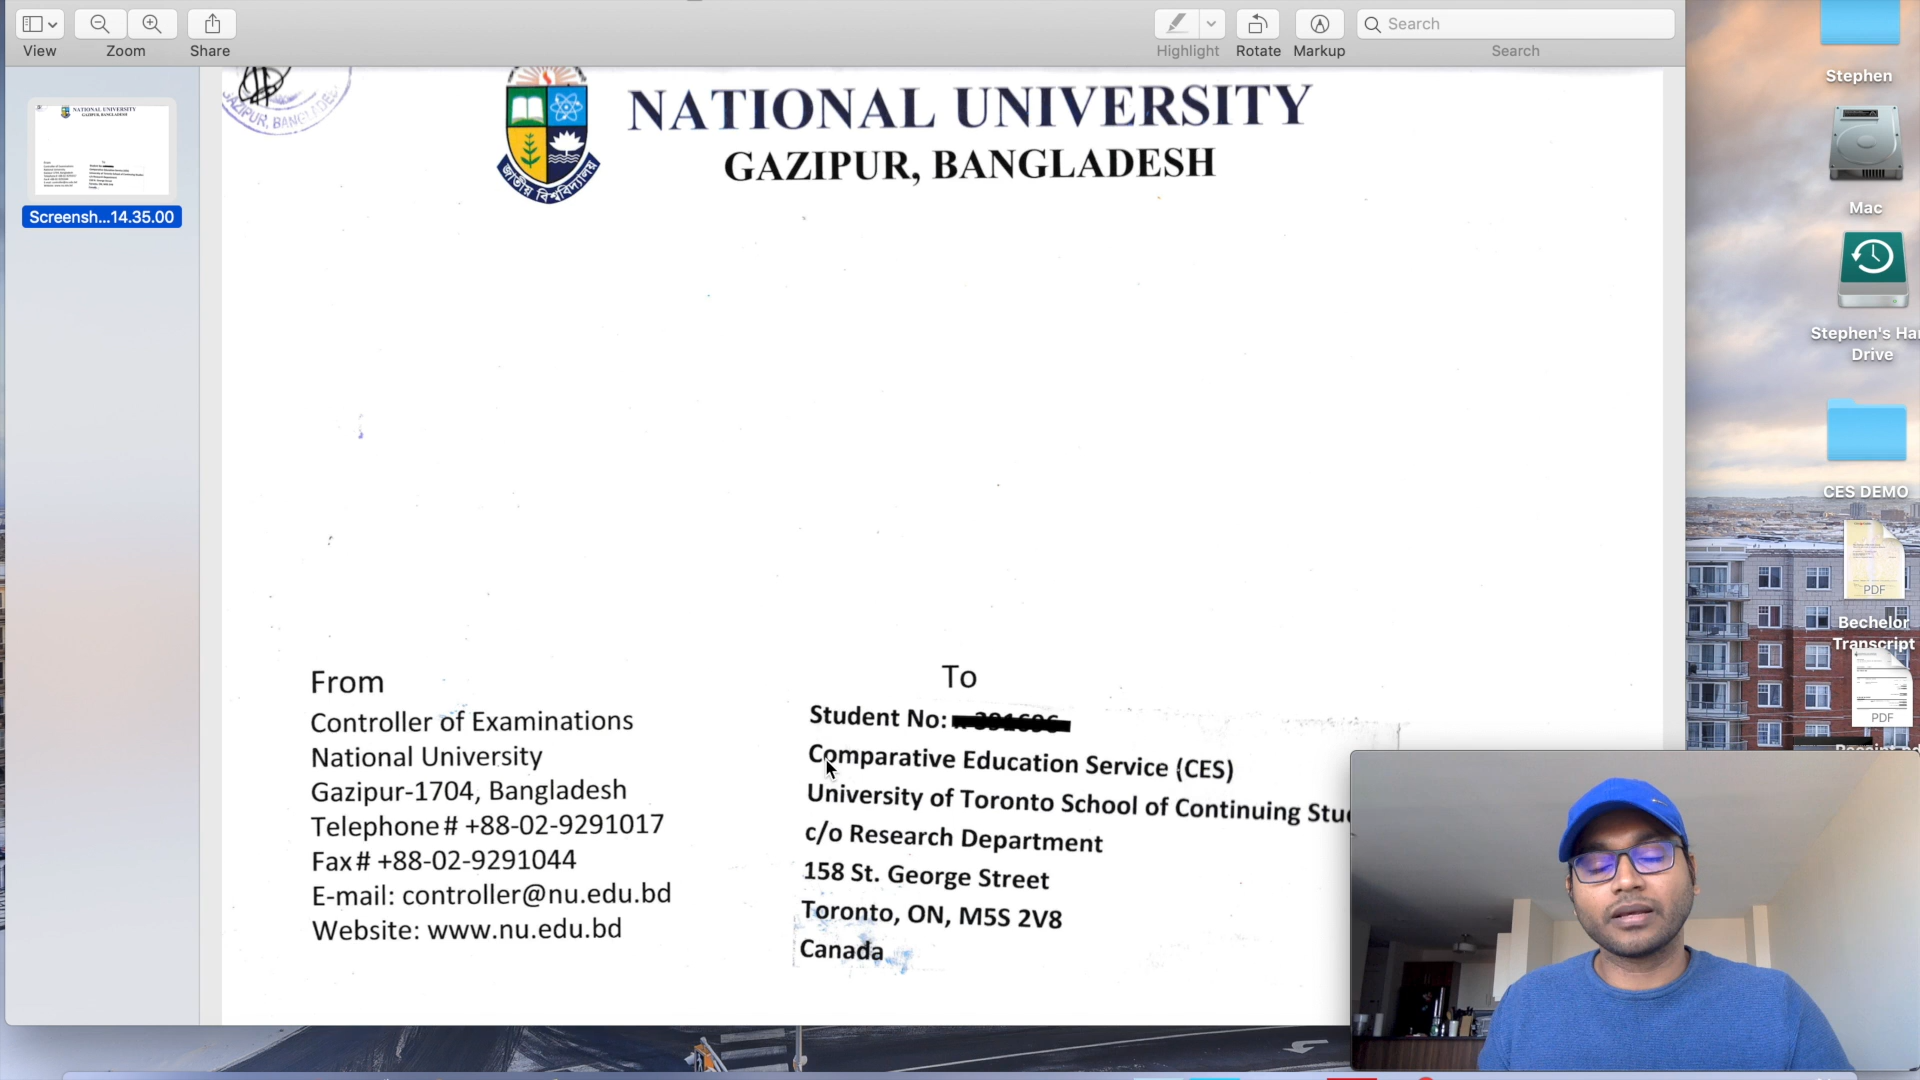 View
Zoom
Share
Highlight
Rotate
Markup
Search
Search
Screensh...14.35.00
NATIONAL UNIVERSITY
GAZIPUR, BANGLADESH
GAZIPUR, BANGLADESH
জাতীয় বিশ্ববিদ্যালয়
From
Controller of Examinations
National University
Gazipur-1704, Bangladesh
Telephone # +88-02-9291017
Fax # +88-02-9291044
E-mail: controller@nu.edu.bd
Website: www.nu.edu.bd
To
Student No:
Comparative Education Service (CES)
University of Toronto School of Continuing Stu
c/o Research Department
158 St. George Street
Toronto, ON, M5S 2V8
Canada
Stephen
Mac
Stephen's Ha
Drive
CES DEMO
PDF
Bechelor
Transcript
PDF